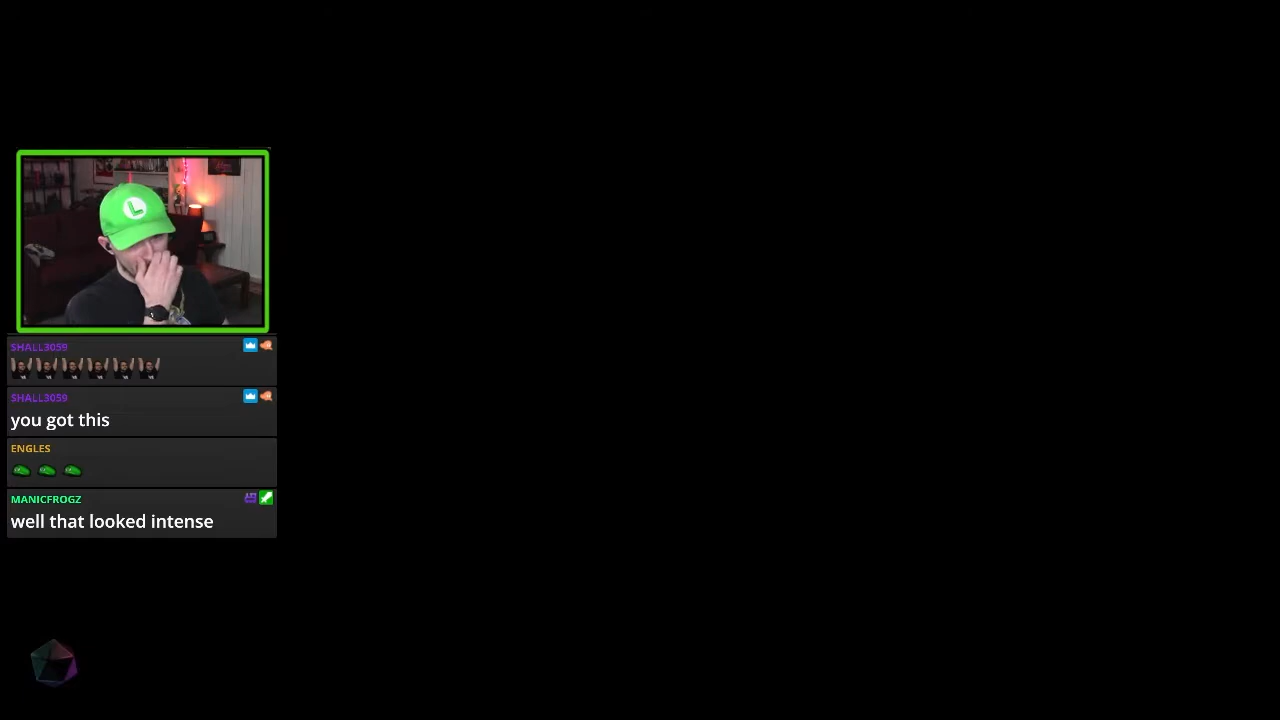 L
SHALL3059
SHALL3059
you got this
ENGLES
MANICFROGZ
well that looked intense